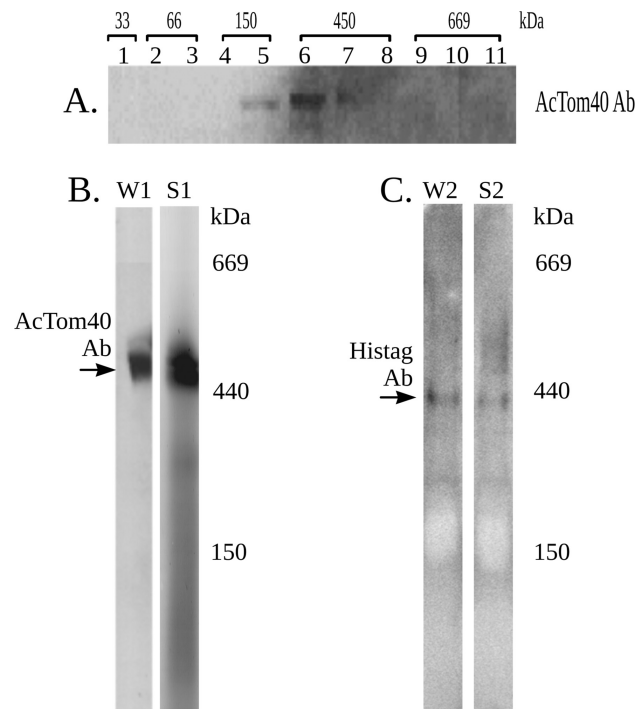 33 66 150 450 669 kDa
1 2 3 4 5 6 7 8 9 10 11
A. AcTom40 Ab
B. W1 S1
kDa
669
AcTom40
Ab
440
150
C. W2 S2
kDa
669
Histag
Ab
440
150